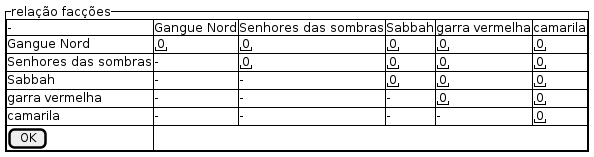 relação facções
- Gangue Nord Senhores das sombras Sabbah garra vermelha camarila
Gangue Nord 0 0 0 0 0
Senhores das sombras - 0 0 0 0
Sabbah - - 0 0 0
garra vermelha - - - 0 0
camarila - - - - 0
OK